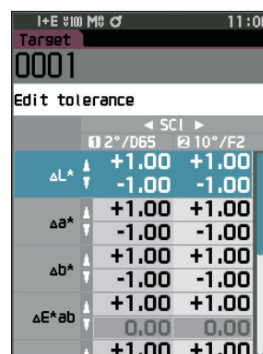 I+E 100 M0 11:0
Target
0001
Edit tolerance
◄ SCI ►
1 2°/D65 2 10°/F2
ΔL* +1.00 +1.00
-1.00 -1.00
Δa* +1.00 +1.00
-1.00 -1.00
Δb* +1.00 +1.00
-1.00 -1.00
ΔE*ab +1.00 +1.00
0.00 0.00
+1.00 +1.00